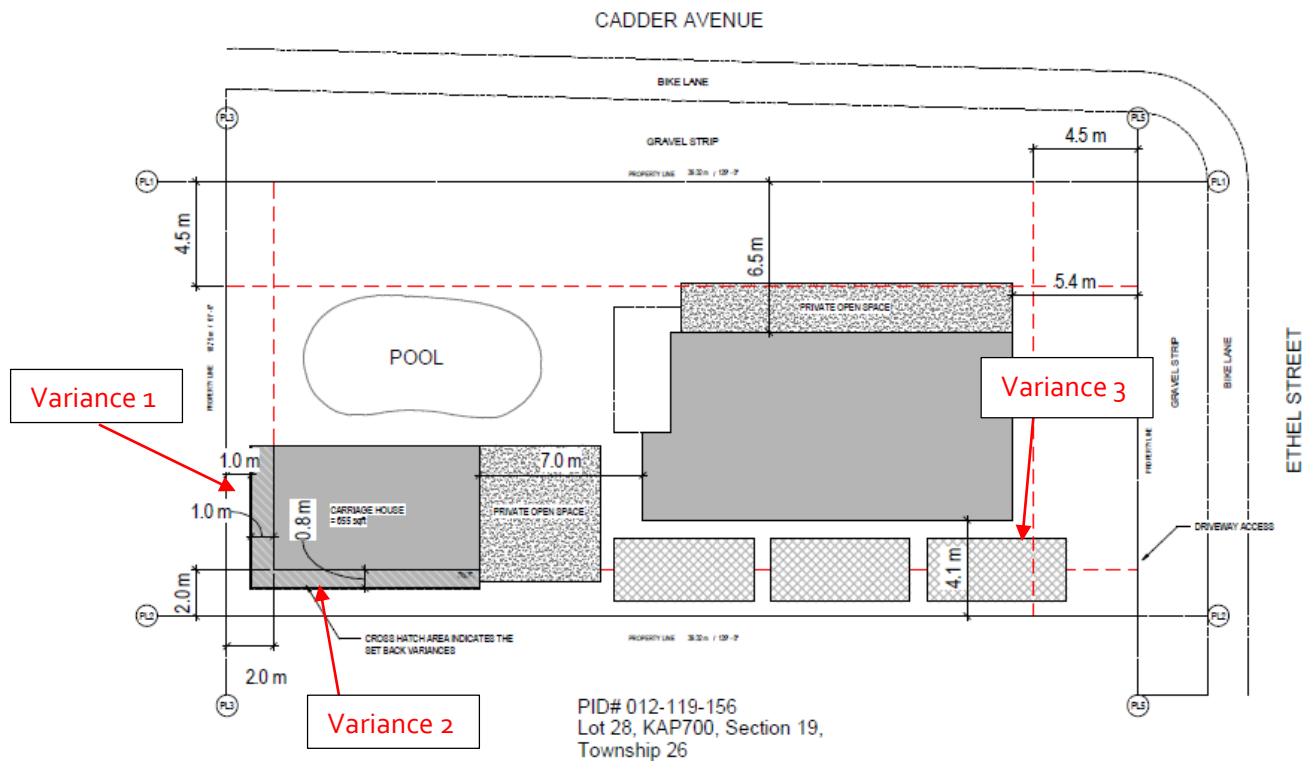 CADDER AVENUE
BIKE LANE
PL3
PL5
4.5 m
GRAVEL STRIP
PROPERTY LINE
PL1
PL1
4.5 m
6.5 m
5.4 m
PRIVATE OPEN SPACE
POOL
PROPERTY LINE
Variance 1
Variance 3
GRAVEL STRIP
BIKE LANE
ETHEL STREET
PROPERTY LINE
1.0 m
7.0 m
1.0 m
0.8 m
CARRIAGE HOUSE
= 655 sqft
PRIVATE OPEN SPACE
DRIVEWAY ACCESS
2.0 m
4.1 m
PL2
PL2
CROSS HATCH AREA INDICATES THE
SET BACK VARIANCES
PROPERTY LINE
2.0 m
PL3
PL5
Variance 2
PID# 012-119-156
Lot 28, KAP700, Section 19,
Township 26